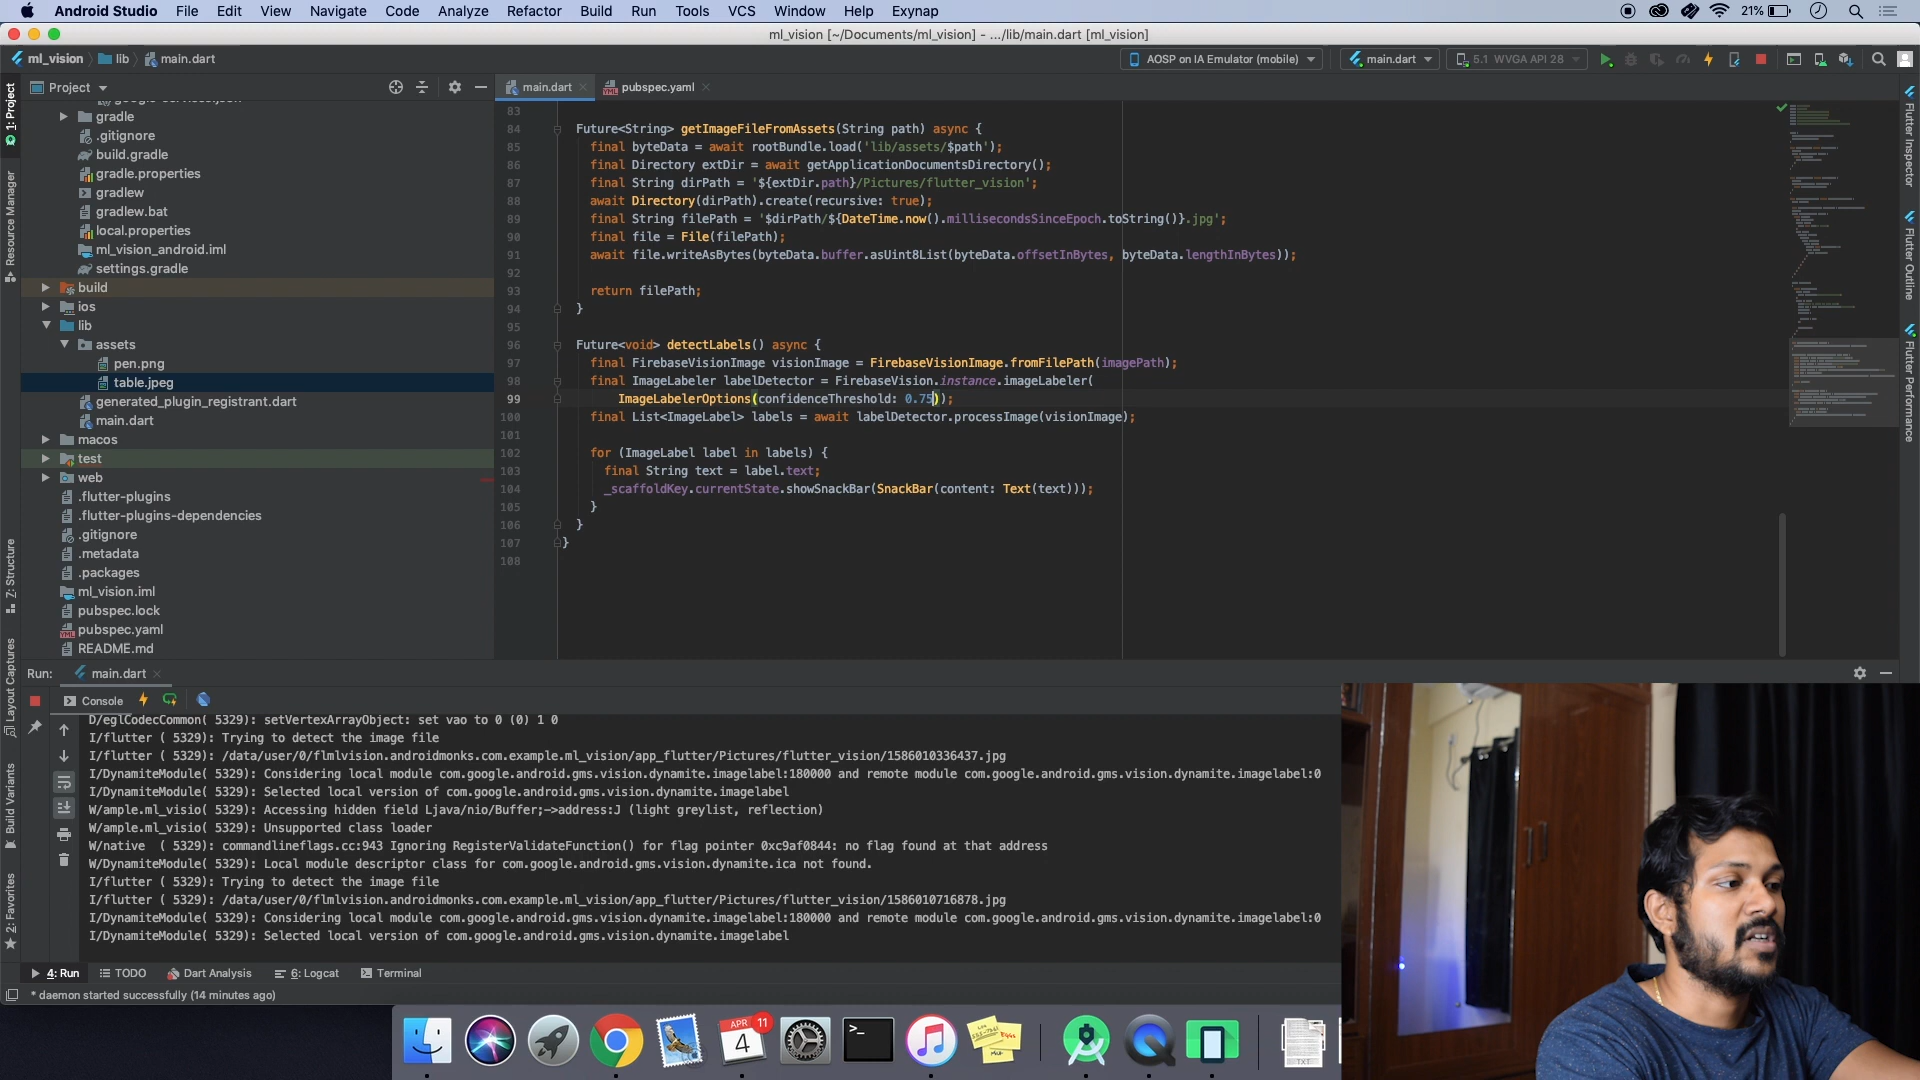 Android Studio File Edit View Navigate Code Analyze Refactor Build Run Tools VCS Window Help Exynap 21%
ml_vision [~/Documents/ml_vision] - .../lib/main.dart [ml_vision]
ml_vision lib main.dart AOSP on IA Emulator (mobile) main.dart 5.1 WVGA API 28
Project
main.dart
pubspec.yaml
1: Project
Resource Manager
Z: Structure
Layout Captures
Build Variants
2: Favorites
gradle
.gitignore
build.gradle
gradle.properties
gradlew
gradlew.bat
local.properties
ml_vision_android.iml
settings.gradle
build
ios
lib
assets
pen.png
table.jpeg
generated_plugin_registrant.dart
main.dart
macos
test
web
.flutter-plugins
.flutter-plugins-dependencies
.gitignore
.metadata
.packages
ml_vision.iml
pubspec.lock
pubspec.yaml
README.md
83
84 Future<String> getImageFileFromAssets(String path) async {
85 final byteData = await rootBundle.load('lib/assets/$path');
86 final Directory extDir = await getApplicationDocumentsDirectory();
87 final String dirPath = '${extDir.path}/Pictures/flutter_vision';
88 await Directory(dirPath).create(recursive: true);
89 final String filePath = '$dirPath/${DateTime.now().millisecondsSinceEpoch.toString()}.jpg';
90 final file = File(filePath);
91 await file.writeAsBytes(byteData.buffer.asUint8List(byteData.offsetInBytes, byteData.lengthInBytes));
92
93 return filePath;
94 }
95
96 Future<void> detectLabels() async {
97 final FirebaseVisionImage visionImage = FirebaseVisionImage.fromFilePath(imagePath);
98 final ImageLabeler labelDetector = FirebaseVision.instance.imageLabeler(
99 ImageLabelerOptions(confidenceThreshold: 0.75));
100 final List<ImageLabel> labels = await labelDetector.processImage(visionImage);
101
102 for (ImageLabel label in labels) {
103 final String text = label.text;
104 _scaffoldKey.currentState.showSnackBar(SnackBar(content: Text(text)));
105 }
106 }
107 }
108
Flutter Inspector
Flutter Outline
Flutter Performance
Run: main.dart
Console
D/eglCodecCommon( 5329): setVertexArrayObject: set vao to 0 (0) 1 0
I/flutter ( 5329): Trying to detect the image file
I/flutter ( 5329): /data/user/0/flmlvision.androidmonks.com.example.ml_vision/app_flutter/Pictures/flutter_vision/1586010336437.jpg
I/DynamiteModule( 5329): Considering local module com.google.android.gms.vision.dynamite.imagelabel:180000 and remote module com.google.android.gms.vision.dynamite.imagelabel:0
I/DynamiteModule( 5329): Selected local version of com.google.android.gms.vision.dynamite.imagelabel
W/ample.ml_visio( 5329): Accessing hidden field Ljava/nio/Buffer;->address:J (light greylist, reflection)
W/ample.ml_visio( 5329): Unsupported class loader
W/native  ( 5329): commandlineflags.cc:943 Ignoring RegisterValidateFunction() for flag pointer 0xc9af0844: no flag found at that address
W/DynamiteModule( 5329): Local module descriptor class for com.google.android.gms.vision.dynamite.ica not found.
I/flutter ( 5329): Trying to detect the image file
I/flutter ( 5329): /data/user/0/flmlvision.androidmonks.com.example.ml_vision/app_flutter/Pictures/flutter_vision/1586010716878.jpg
I/DynamiteModule( 5329): Considering local module com.google.android.gms.vision.dynamite.imagelabel:180000 and remote module com.google.android.gms.vision.dynamite.imagelabel:0
I/DynamiteModule( 5329): Selected local version of com.google.android.gms.vision.dynamite.imagelabel
4: Run TODO Dart Analysis 6: Logcat Terminal
* daemon started successfully (14 minutes ago)
APR 11
4
TXT